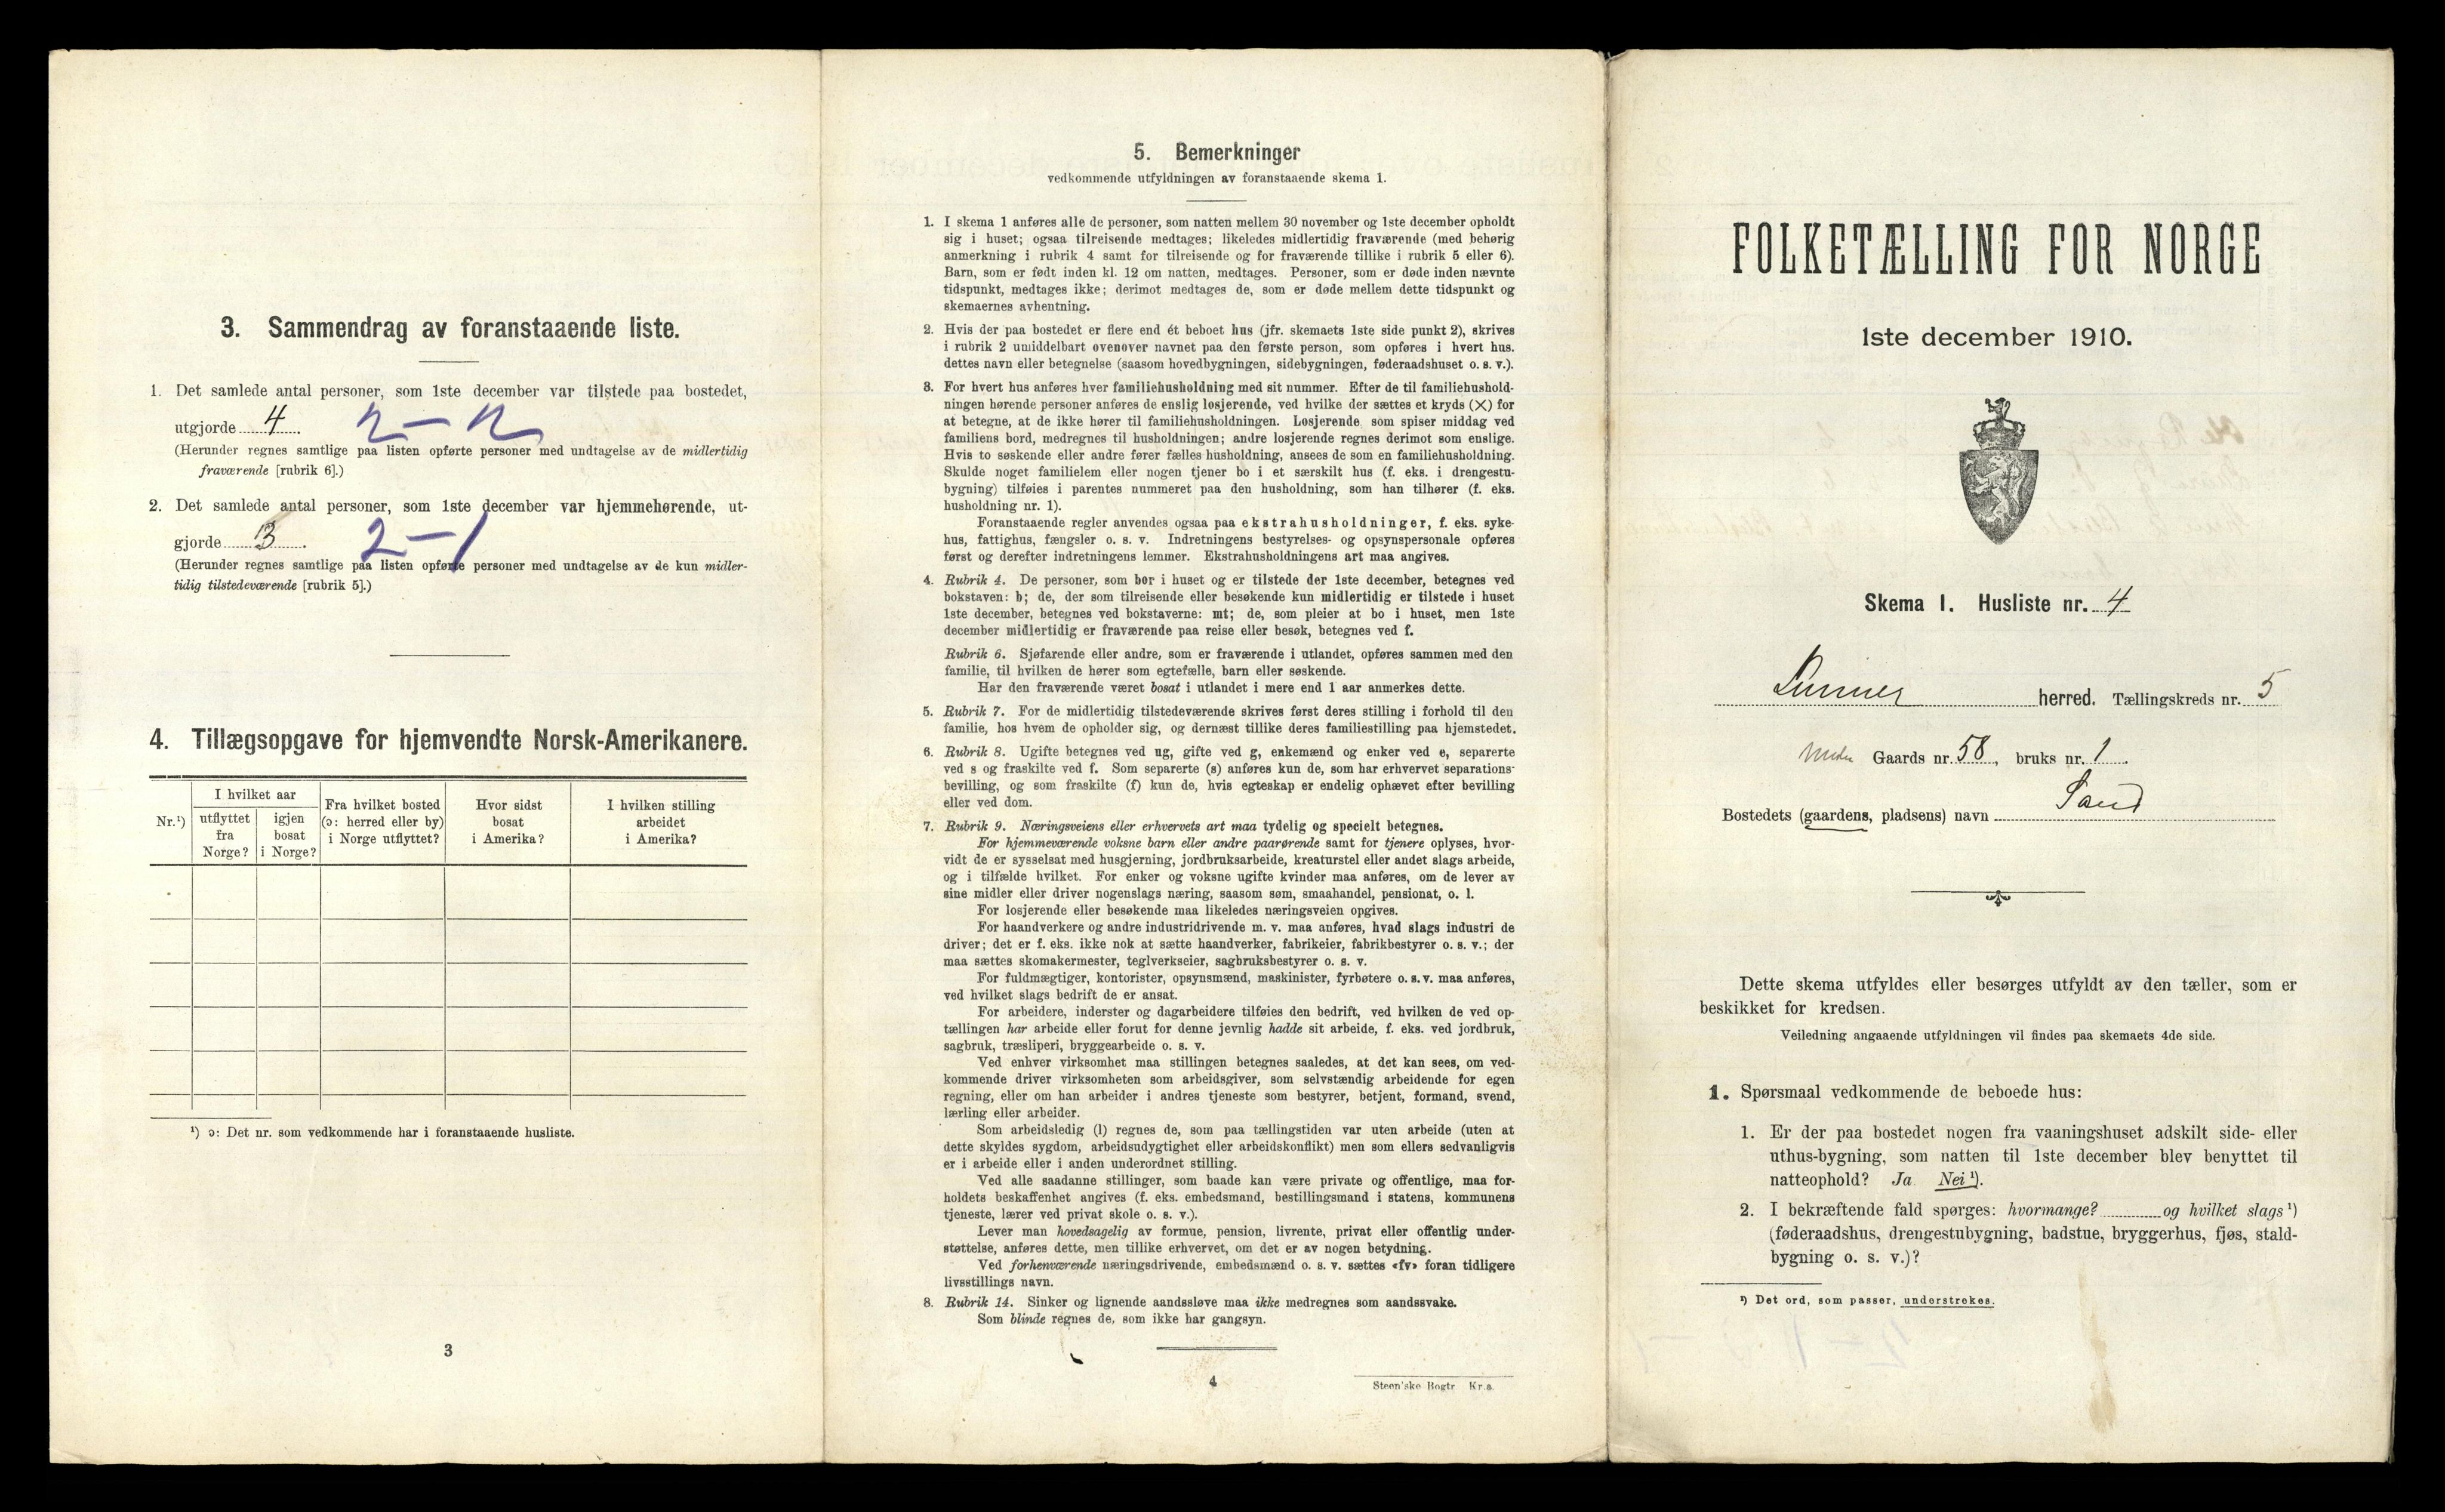 3. Sammendrag av foranstaaende liste.
1. Det samlede antal personer, som 1ste december var tilstede paa bostedet,
utgjorde 4. 2 – 2
(Herunder regnes samtlige paa listen opførte personer med undtagelse av de midlertidig
fraværende [rubrik 6].)
2. Det samlede antal personer, som 1ste december var hjemmehørende, ut-
gjorde 3. 2 – 1
(Herunder regnes samtlige paa listen opførte personer med undtagelse av de kun midler-
tidig tilstedeværende [rubrik 5].)
4. Tillægsopgave for hjemvendte Norsk-Amerikanere.
Nr.¹)
I hvilket aar
utflyttet
fra
Norge?
igjen
bosat
i Norge?
Fra hvilket bosted
(ɔ: herred eller by)
i Norge utflyttet?
Hvor sidst
bosat
i Amerika?
I hvilken stilling
arbeidet
i Amerika?
¹) ɔ: Det nr. som vedkommende har i foranstaaende husliste.
3
5. Bemerkninger
vedkommende utfyldningen av foranstaaende skema 1.
1. I skema 1 anføres alle de personer, som natten mellem 30 november og 1ste december opholdt
sig i huset; ogsaa tilreisende medtages; likeledes midlertidig fraværende (med behørig
anmerkning i rubrik 4 samt for tilreisende og for fraværende tillike i rubrik 5 eller 6).
Barn, som er født inden kl. 12 om natten, medtages. Personer, som er døde inden nævnte
tidspunkt, medtages ikke; derimot medtages de, som er døde mellem dette tidspunkt og
skemaernes avhentning.
2. Hvis der paa bostedet er flere end ét beboet hus (jfr. skemaets 1ste side punkt 2), skrives
i rubrik 2 umiddelbart ovenover navnet paa den første person, som opføres i hvert hus.
dettes navn eller betegnelse (saasom hovedbygningen, sidebygningen, føderaadshuset o. s. v.).
3. For hvert hus anføres hver familiehusholdning med sit nummer. Efter de til familiehushold-
ningen hørende personer anføres de enslig losjerende, ved hvilke der sættes et kryds (✕) for
at betegne, at de ikke hører til familiehusholdningen. Losjerende som spiser middag ved
familiens bord, medregnes til husholdningen; andre losjerende regnes derimot som enslige.
Hvis to søskende eller andre fører fælles husholdning, ansees de som en familiehusholdning.
Skulde noget familielem eller nogen tjener bo i et særskilt hus (f. eks. i drengestu-
bygning) tilføies i parentes nummeret paa den husholdning, som han tilhører (f. eks.
husholdning nr. 1).
Foranstaaende regler anvendes ogsaa paa ekstrahusholdninger, f. eks. syke-
hus, fattighus, fængsler o. s. v. Indretningens bestyrelses- og opsynspersonale opføres
først og derefter indretningens lemmer. Ekstrahusholdningens art maa angives.
4. Rubrik 4. De personer, som bor i huset og er tilstede der 1ste december, betegnes ved
bokstaven: b; de, der som tilreisende eller besøkende kun midlertidig er tilstede i huset
1ste december, betegnes ved bokstaverne: mt; de, som pleier at bo i huset, men 1ste
december midlertidig er fraværende paa reise eller besøk, betegnes ved f.
Rubrik 6. Sjøfarende eller andre, som er fraværende i utlandet, opføres sammen med den
familie, til hvilken de hører som egtefælle, barn eller søskende.
Har den fraværende været bosat i utlandet i mere end 1 aar anmerkes dette.
5. Rubrik 7. For de midlertidig tilstedeværende skrives først deres stilling i forhold til den
familie, hos hvem de opholder sig, og dernæst tillike deres familiestilling paa hjemstedet.
6. Rubrik 8. Ugifte betegnes ved ug, gifte ved g, enkemænd og enker ved e, separerte
ved s og fraskilte ved f. Som separerte (s) anføres kun de, som har erhvervet separations-
bevilling, og som fraskilte (f) kun de, hvis egteskap er endelig ophævet efter bevilling
eller ved dom.
7. Rubrik 9. Næringsveiens eller erhvervets art maa tydelig og specielt betegnes.
For hjemmeværende voksne barn eller andre paarørende samt for tjenere oplyses, hvor-
vidt de er sysselsat med husgjerning, jordbruksarbeide, kreaturstel eller andet slags arbeide,
og i tilfælde hvilket. For enker og voksne ugifte kvinder maa anføres, om de lever av
sine midler eller driver nogenslags næring, saasom søm, smaahandel, pensionat, o. l.
For losjerende eller besøkende maa likeledes næringsveien opgives.
For haandverkere og andre industridrivende m. v. maa anføres, hvad slags industri de
driver; det er f. eks. ikke nok at sætte haandverker, fabrikeier, fabrikbestyrer o. s. v.; der
maa sættes skomakermester, teglverkseier, sagbruksbestyrer o. s. v.
For fuldmægtiger, kontorister, opsynsmænd, maskinister, fyrbøtere o. s. v. maa anføres,
ved hvilket slags bedrift de er ansat.
For arbeidere, inderster og dagarbeidere tilføies den bedrift, ved hvilken de ved op-
tællingen har arbeide eller forut for denne jevnlig hadde sit arbeide, f. eks. ved jordbruk,
sagbruk, træsliperi, bryggearbeide o. s. v.
Ved enhver virksomhet maa stillingen betegnes saaledes, at det kan sees, om ved-
kommende driver virksomheten som arbeidsgiver, som selvstændig arbeidende for egen
regning, eller om han arbeider i andres tjeneste som bestyrer, betjent, formand, svend,
lærling eller arbeider.
Som arbeidsledig (l) regnes de, som paa tællingstiden var uten arbeide (uten at
dette skyldes sygdom, arbeidsudygtighet eller arbeidskonflikt) men som ellers sedvanligvis
er i arbeide eller i anden underordnet stilling.
Ved alle saadanne stillinger, som baade kan være private og offentlige, maa for-
holdets beskaffenhet angives (f. eks. embedsmand, bestillingsmand i statens, kommunens
tjeneste, lærer ved privat skole o. s. v.).
Lever man hovedsagelig av formue, pension, livrente, privat eller offentlig under-
støttelse, anføres dette, men tillike erhvervet, om det er av nogen betydning.
Ved forhenværende næringsdrivende, embedsmænd o. s. v. sættes «fv» foran tidligere
livsstillings navn.
8. Rubrik 14. Sinker og lignende aandssløve maa ikke medregnes som aandssvake.
Som blinde regnes de, som ikke har gangsyn.
4
Steen'ske Bogtr Kr.a.
FOLKETÆLLING FOR NORGE
1ste december 1910.
Skema I. Husliste nr. 4
Lunner herred. Tællingskreds nr. 5
Gaards nr. 58, bruks nr. 1.
Bostedets (gaardens, pladsens) navn Sand
Dette skema utfyldes eller besørges utfyldt av den tæller, som er
beskikket for kredsen.
Veiledning angaaende utfyldningen vil findes paa skemaets 4de side.
1. Spørsmaal vedkommende de beboede hus:
1. Er der paa bostedet nogen fra vaaningshuset adskilt side- eller
uthus-bygning, som natten til 1ste december blev benyttet til
natteophold? Ja Nei ¹).
2. I bekræftende fald spørges: hvormange? og hvilket slags ¹)
(føderaadshus, drengestubygning, badstue, bryggerhus, fjøs, stald-
bygning o. s. v.)?
¹) Det ord, som passer, understrekes.